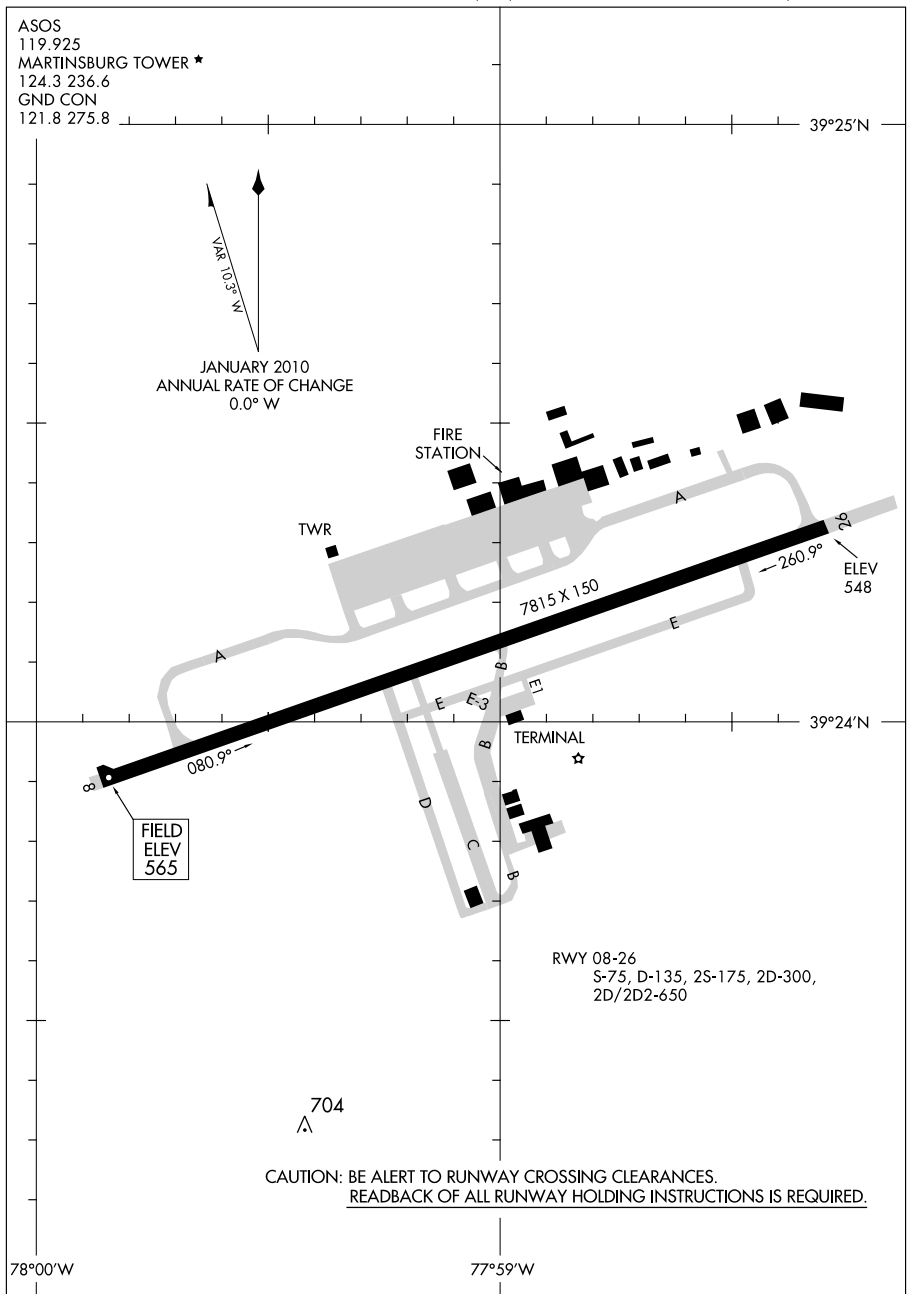 ASOS
119.925
MARTINSBURG TOWER ★
124.3 236.6
GND CON
121.8 275.8
39°25'N
VAR 10.3° W
JANUARY 2010
ANNUAL RATE OF CHANGE
0.0° W
FIRE
STATION
TWR
A
26
ELEV
548
260.9°
7815 X 150
A
E
B
E
E-3
E1
39°24'N
TERMINAL
B
080.9°
8
D
C
B
FIELD
ELEV
565
RWY 08-26
S-75, D-135, 2S-175, 2D-300,
2D/2D2-650
704
CAUTION: BE ALERT TO RUNWAY CROSSING CLEARANCES.
READBACK OF ALL RUNWAY HOLDING INSTRUCTIONS IS REQUIRED.
78°00'W
77°59'W